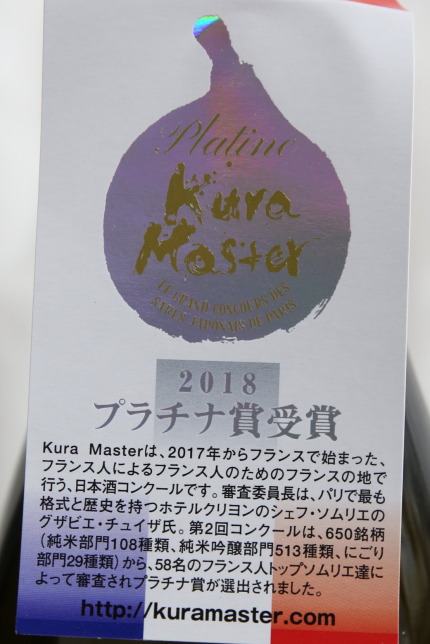 Platine
Kura
Master
LE GRAND CONCOURS DES
SAKES JAPONAIS DE PARIS
2018
プラチナ賞受賞
Kura Masterは、2017年からフランスで始まった、
フランス人によるフランス人のためのフランスの地で
行う、日本酒コンクールです。審査委員長は、パリで最も
格式と歴史を持つホテルクリヨンのシェフ・ソムリエの
グザビエ・チュイザ氏。第2回コンクールは、650銘柄
(純米部門108種類、純米吟醸部門513種類、にごり
部門29種類)から、58名のフランス人トップソムリエ達に
よって審査されプラチナ賞が選出されました。
http://kuramaster.com